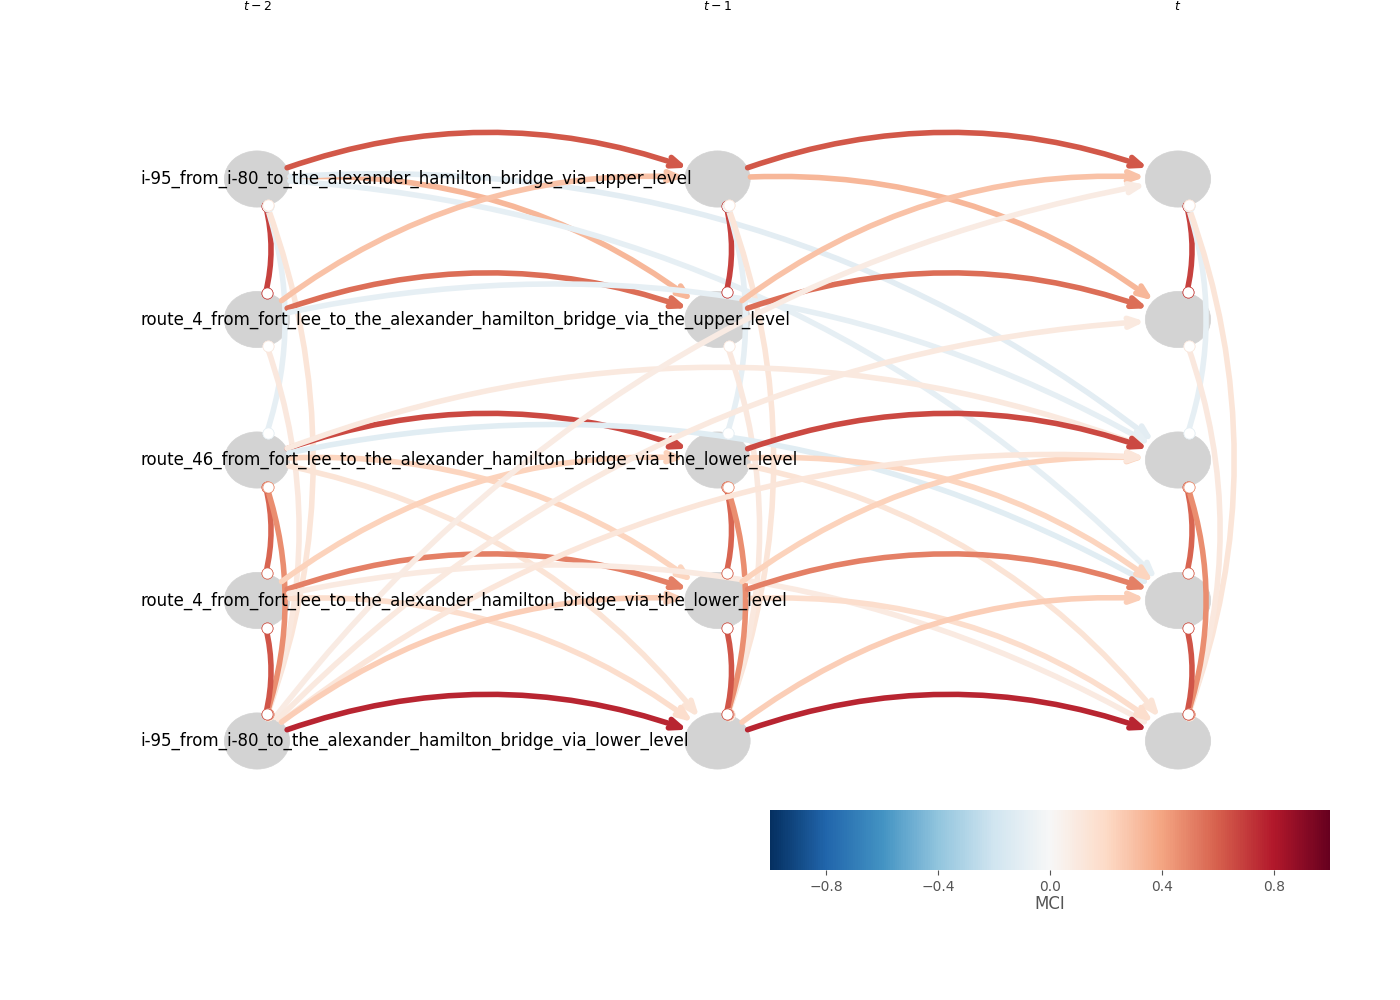 t − 2
t − 1
t
i-95_from_i-80_to_the_alexander_hamilton_bridge_via_upper_level
route_4_from_fort_lee_to_the_alexander_hamilton_bridge_via_the_upper_level
route_46_from_fort_lee_to_the_alexander_hamilton_bridge_via_the_lower_level
route_4_from_fort_lee_to_the_alexander_hamilton_bridge_via_the_lower_level
i-95_from_i-80_to_the_alexander_hamilton_bridge_via_lower_level
−0.8
−0.4
0.0
0.4
0.8
MCI